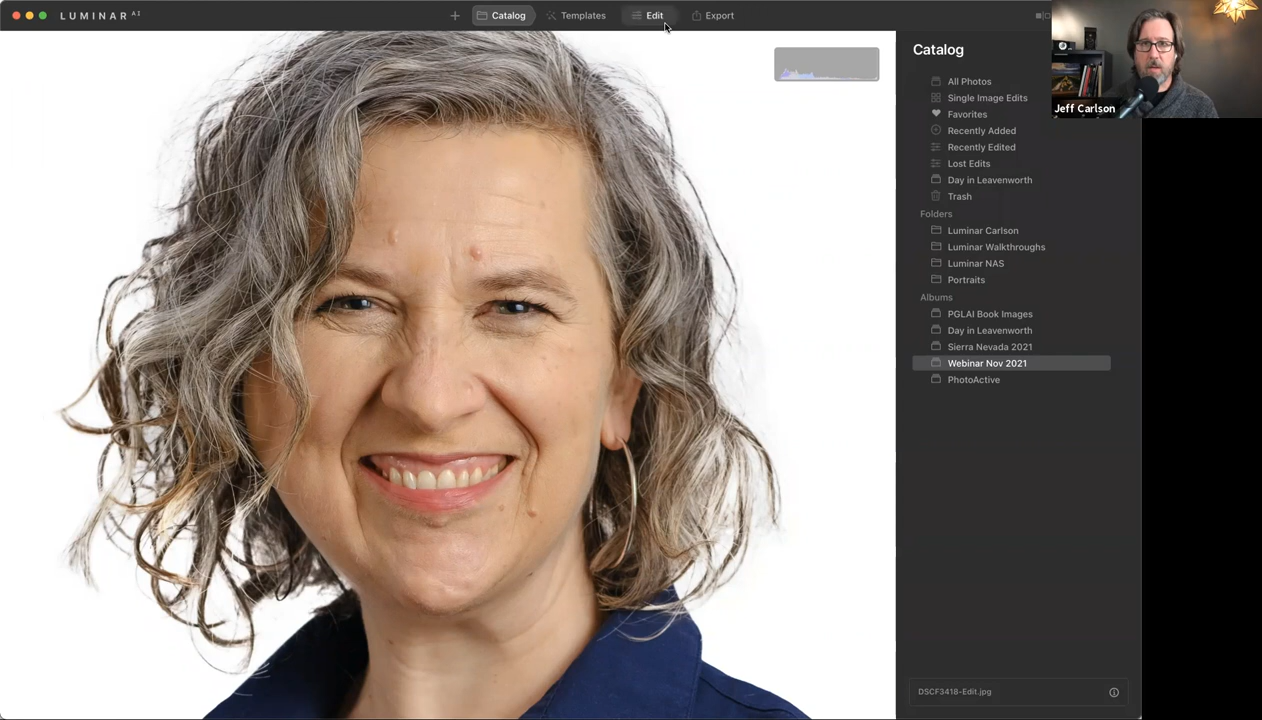 LUMINAR AI
Catalog
Templates
Edit
Export
Catalog
All Photos
Single Image Edits
Favorites
Recently Added
Recently Edited
Lost Edits
Day in Leavenworth
Trash
Folders
Luminar Carlson
Luminar Walkthroughs
Luminar NAS
Portraits
Albums
PGLAI Book Images
Day in Leavenworth
Sierra Nevada 2021
Webinar Nov 2021
PhotoActive
DSCF3418-Edit.jpg
Jeff Carlson